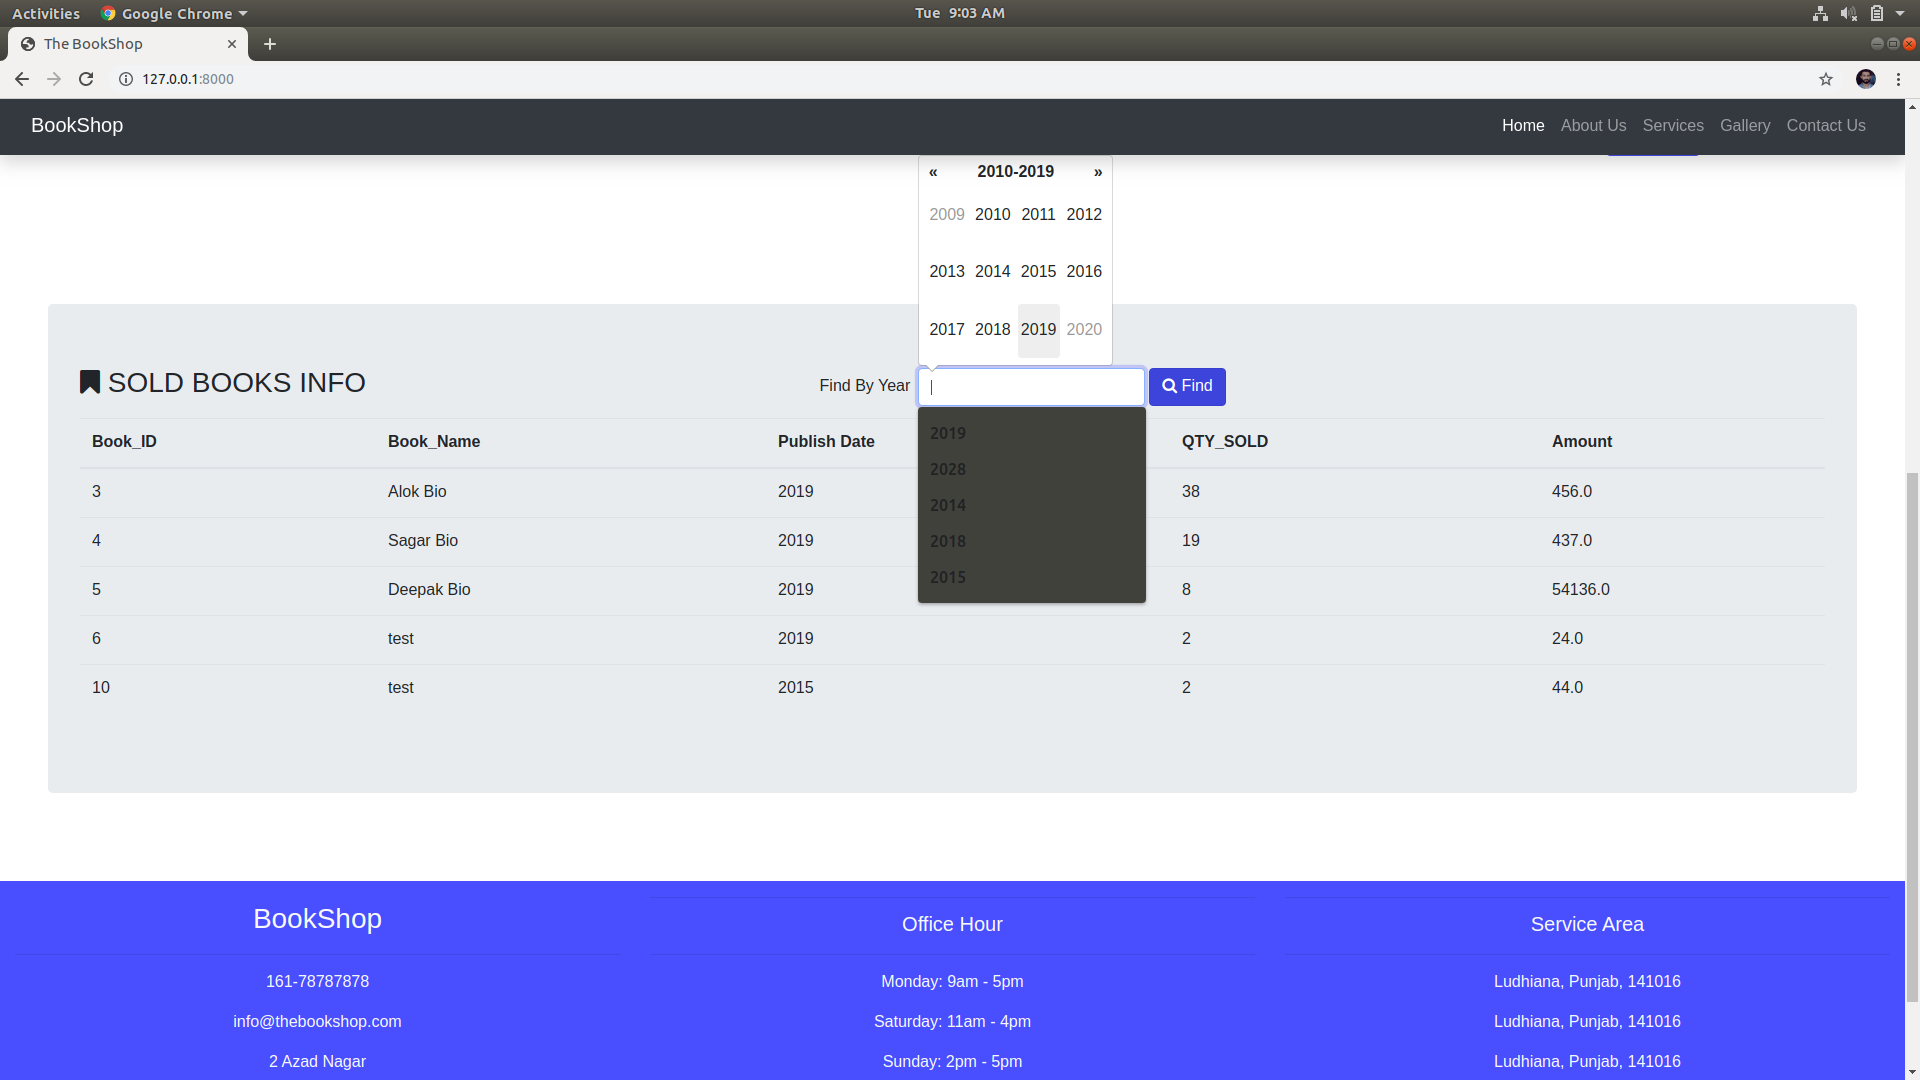 Activities Google Chrome Tue 9:03 AM
The BookShop
127.0.0.1:8000
BookShop Home About Us Services Gallery Contact Us
« 2010-2019 »
2009 2010 2011 2012
2013 2014 2015 2016
2017 2018 2019 2020
SOLD BOOKS INFO Find By Year Find
2019
2028
2014
2018
2015
Book_ID Book_Name Publish Date QTY_SOLD Amount
3 Alok Bio 2019 38 456.0
4 Sagar Bio 2019 19 437.0
5 Deepak Bio 2019 8 54136.0
6 test 2019 2 24.0
10 test 2015 2 44.0
BookShop
161-78787878
info@thebookshop.com
2 Azad Nagar
Office Hour
Monday: 9am - 5pm
Saturday: 11am - 4pm
Sunday: 2pm - 5pm
Service Area
Ludhiana, Punjab, 141016
Ludhiana, Punjab, 141016
Ludhiana, Punjab, 141016